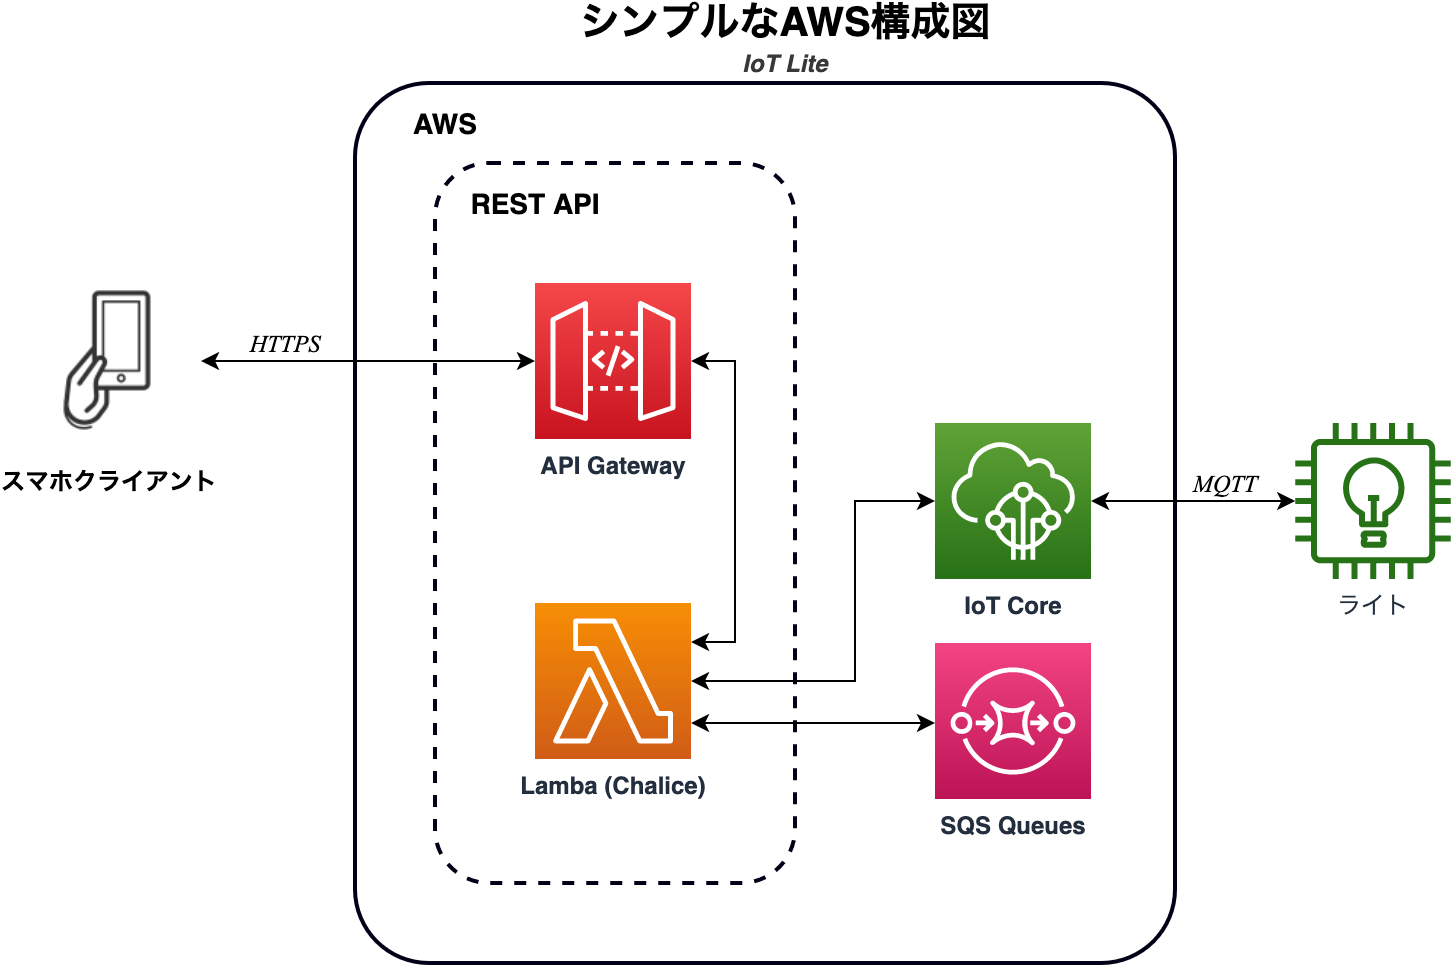 シンプルなAWS構成図
IoT Lite
AWS
REST API
HTTPS
API Gateway
スマホクライアント
MQTT
IoT Core
ライト
Lamba (Chalice)
SQS Queues